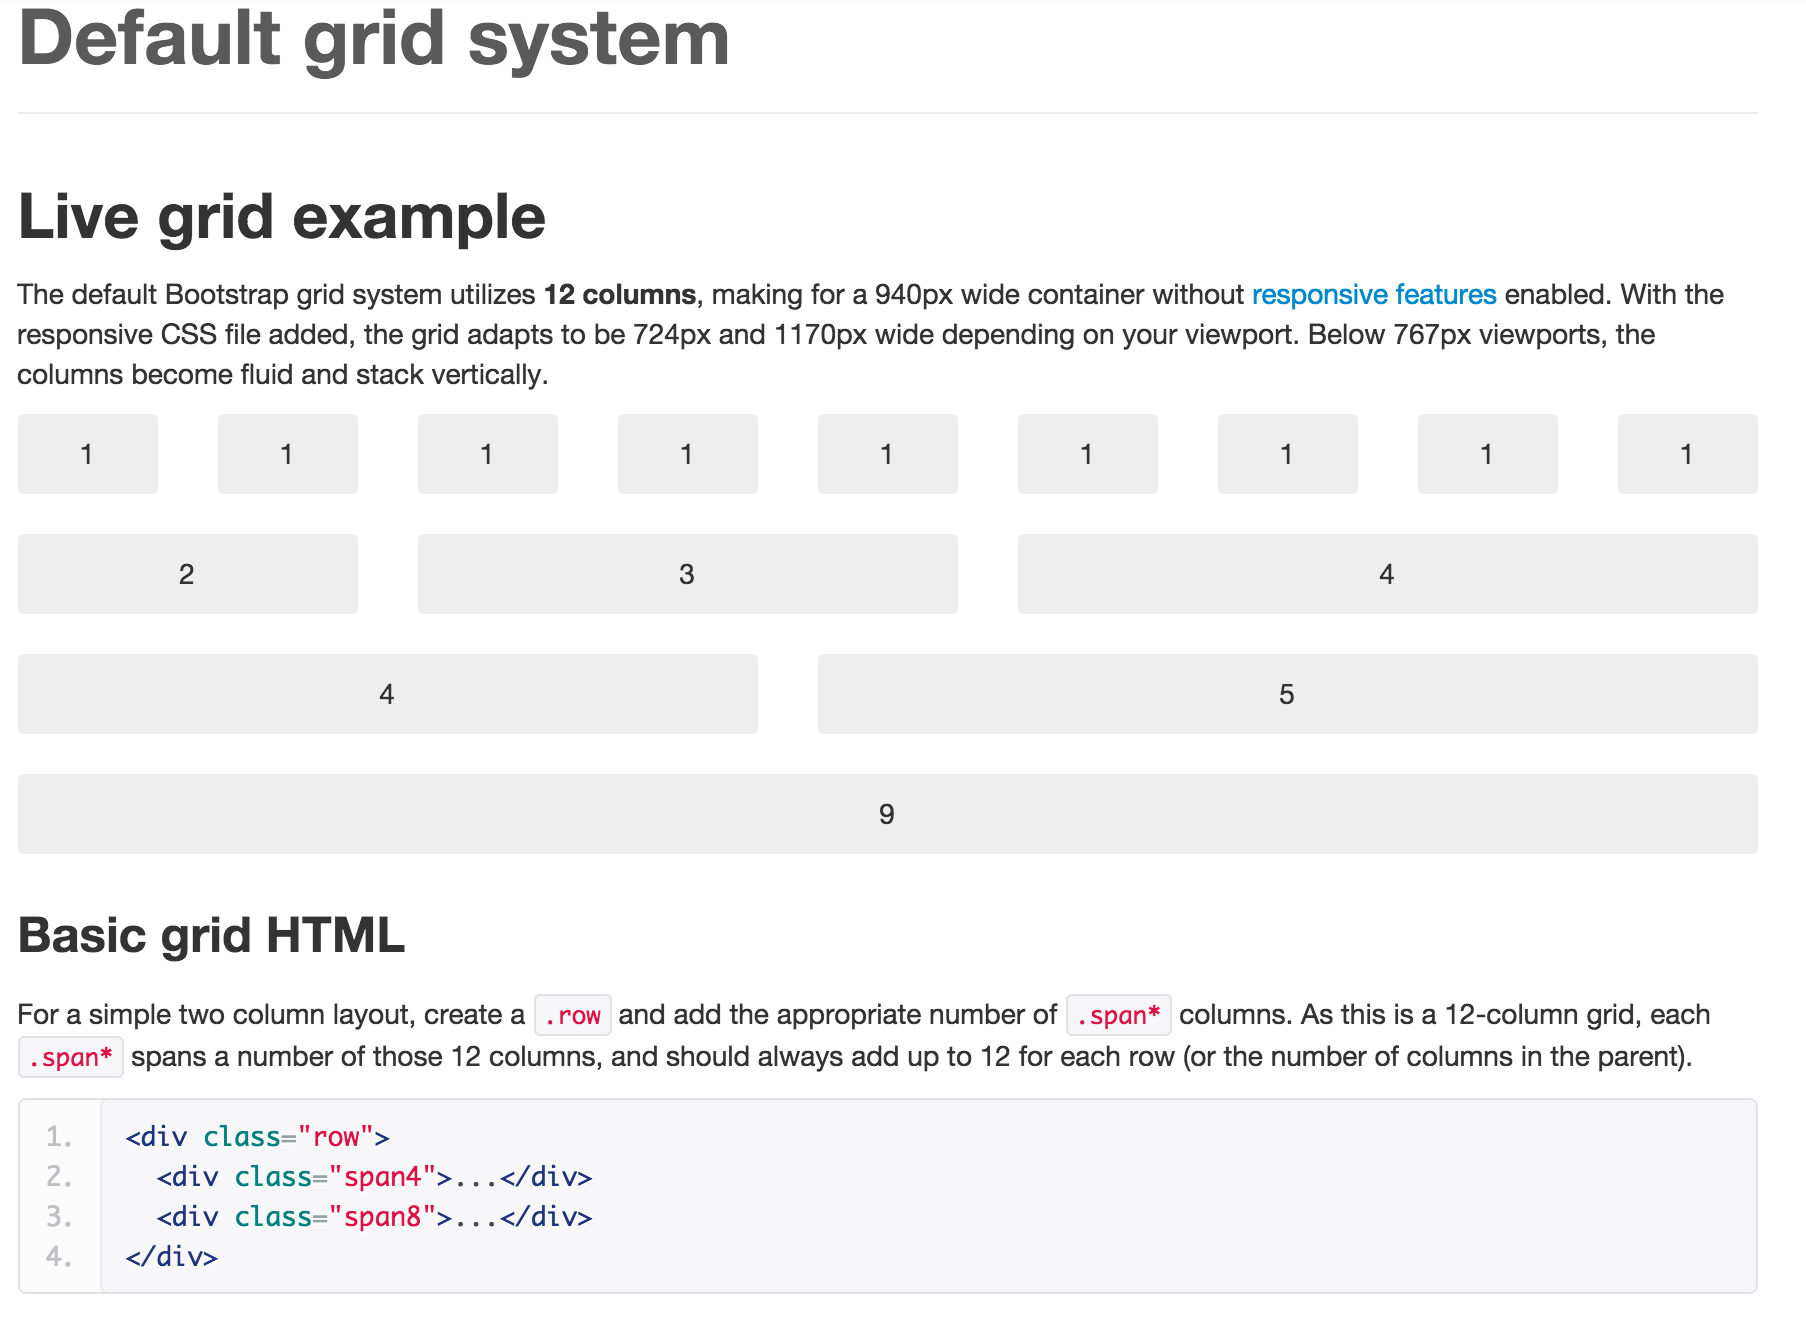 Default grid system
Live grid example
The default Bootstrap grid system utilizes 12 columns, making for a 940px wide container without responsive features enabled. With the
responsive CSS file added, the grid adapts to be 724px and 1170px wide depending on your viewport. Below 767px viewports, the
columns become fluid and stack vertically.
1 1 1 1 1 1 1 1 1
2 3 4
4 5
9
Basic grid HTML
For a simple two column layout, create a .row and add the appropriate number of .span* columns. As this is a 12-column grid, each
.span* spans a number of those 12 columns, and should always add up to 12 for each row (or the number of columns in the parent).
1. <div class="row">
2.   <div class="span4">...</div>
3.   <div class="span8">...</div>
4. </div>